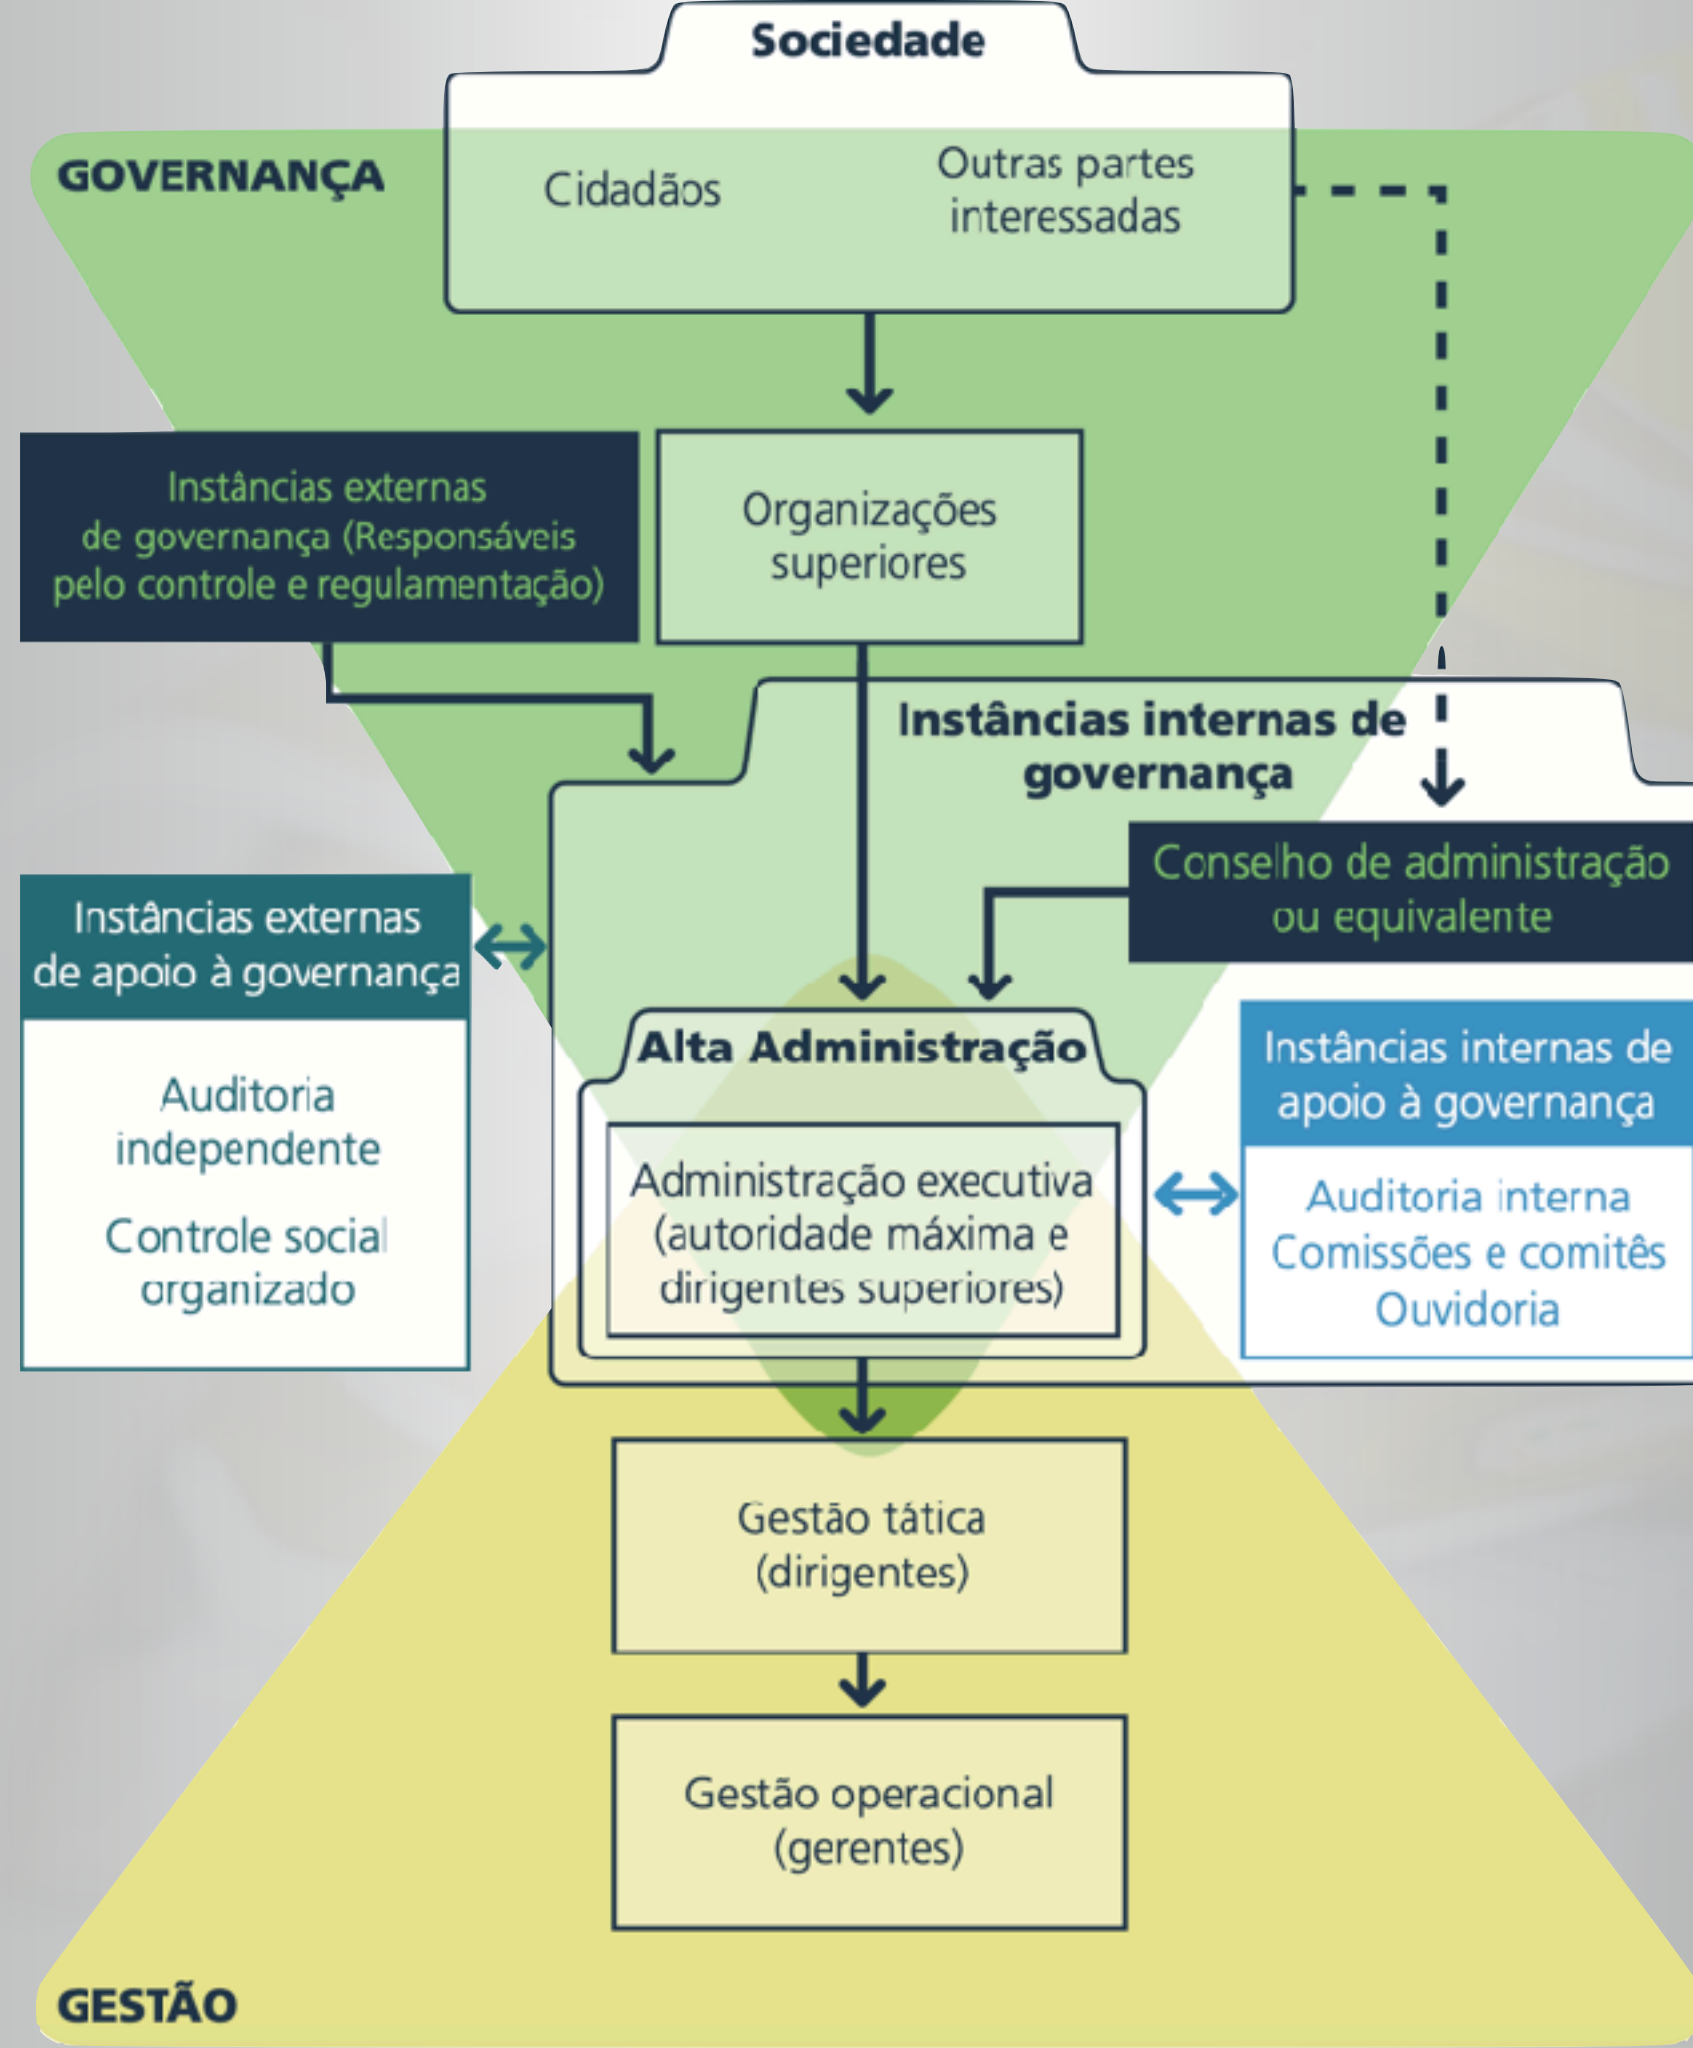 Sociedade
GOVERNANÇA
Cidadãos
Outras partes
interessadas
Instâncias externas
de governança (Responsáveis
pelo controle e regulamentação)
Organizações
superiores
Instâncias internas de
governança
Conselho de administração
ou equivalente
Instâncias externas
de apoio à governança
Auditoria
independente
Controle social
organizado
Alta Administração
Administração executiva
(autoridade máxima e
dirigentes superiores)
Instâncias internas de
apoio à governança
Auditoria interna
Comissões e comitês
Ouvidoria
Gestão tática
(dirigentes)
Gestão operacional
(gerentes)
GESTÃO